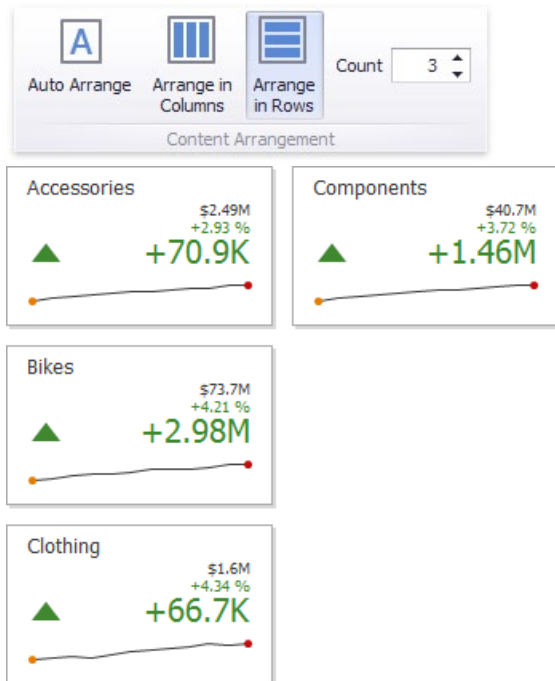 A
Auto Arrange
Arrange in
Columns
Arrange
in Rows
Count 3
Content Arrangement
Accessories
$2.49M
+2.93 %
+70.9K
Components
$40.7M
+3.72 %
+1.46M
Bikes
$73.7M
+4.21 %
+2.98M
Clothing
$1.6M
+4.34 %
+66.7K